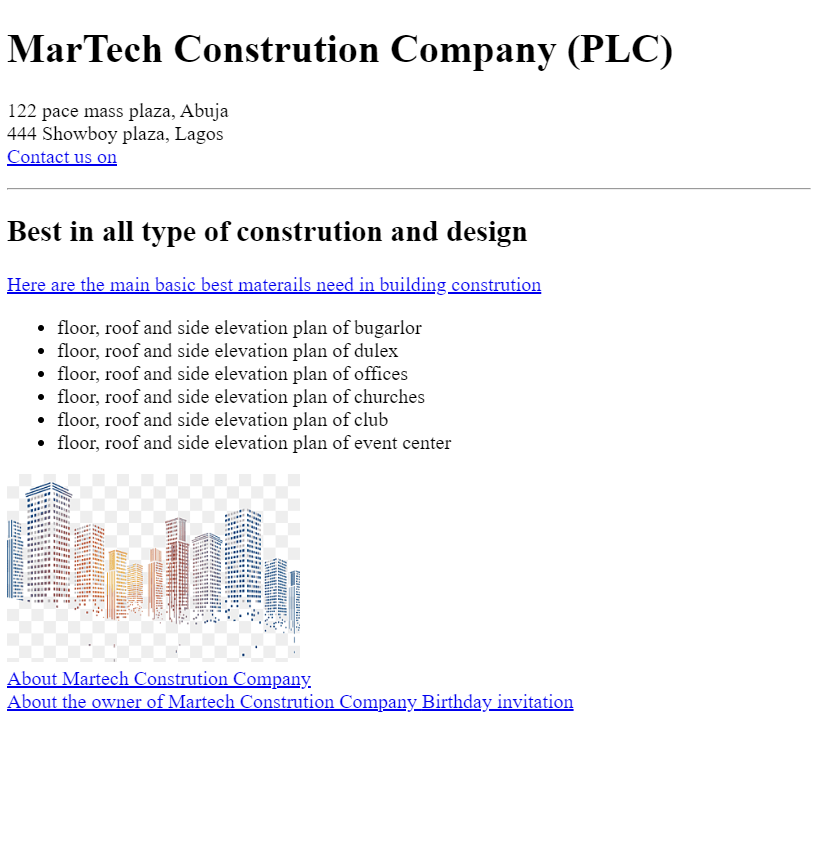 MarTech Constrution Company (PLC)
122 pace mass plaza, Abuja
444 Showboy plaza, Lagos
Contact us on
Best in all type of constrution and design
Here are the main basic best materails need in building constrution
floor, roof and side elevation plan of bugarlor
floor, roof and side elevation plan of dulex
floor, roof and side elevation plan of offices
floor, roof and side elevation plan of churches
floor, roof and side elevation plan of club
floor, roof and side elevation plan of event center
About Martech Constrution Company
About the owner of Martech Constrution Company Birthday invitation